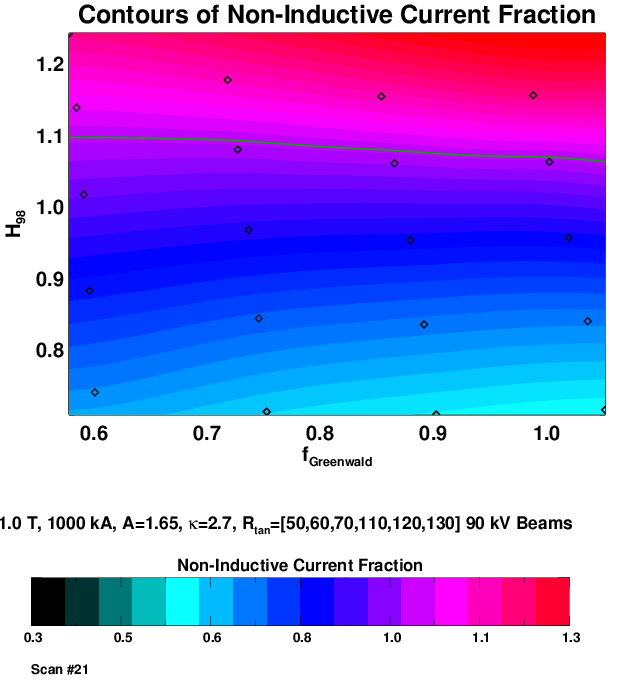 Contours of Non-Inductive Current Fraction
1.2
1.1
1.0
0.9
0.8
H98
0.6 0.7 0.8 0.9 1.0
fGreenwald
1.0 T, 1000 kA, A=1.65, κ=2.7, Rtan=[50,60,70,110,120,130] 90 kV Beams
Non-Inductive Current Fraction
0.3 0.5 0.6 0.8 1.0 1.1 1.3
Scan #21